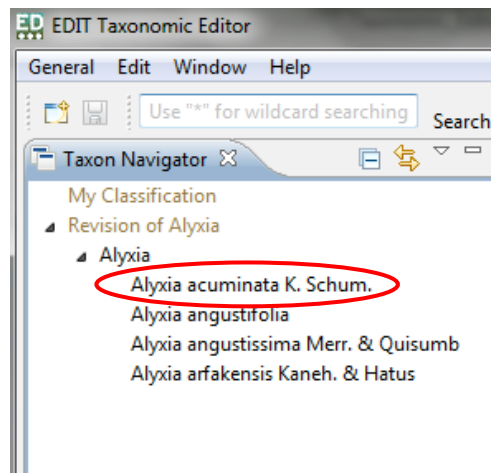 ED EDIT Taxonomic Editor
General Edit Window Help
Use "*" for wildcard searching Search
Taxon Navigator
My Classification
Revision of Alyxia
Alyxia
Alyxia acuminata K. Schum.
Alyxia angustifolia
Alyxia angustissima Merr. & Quisumb
Alyxia arfakensis Kaneh. & Hatus